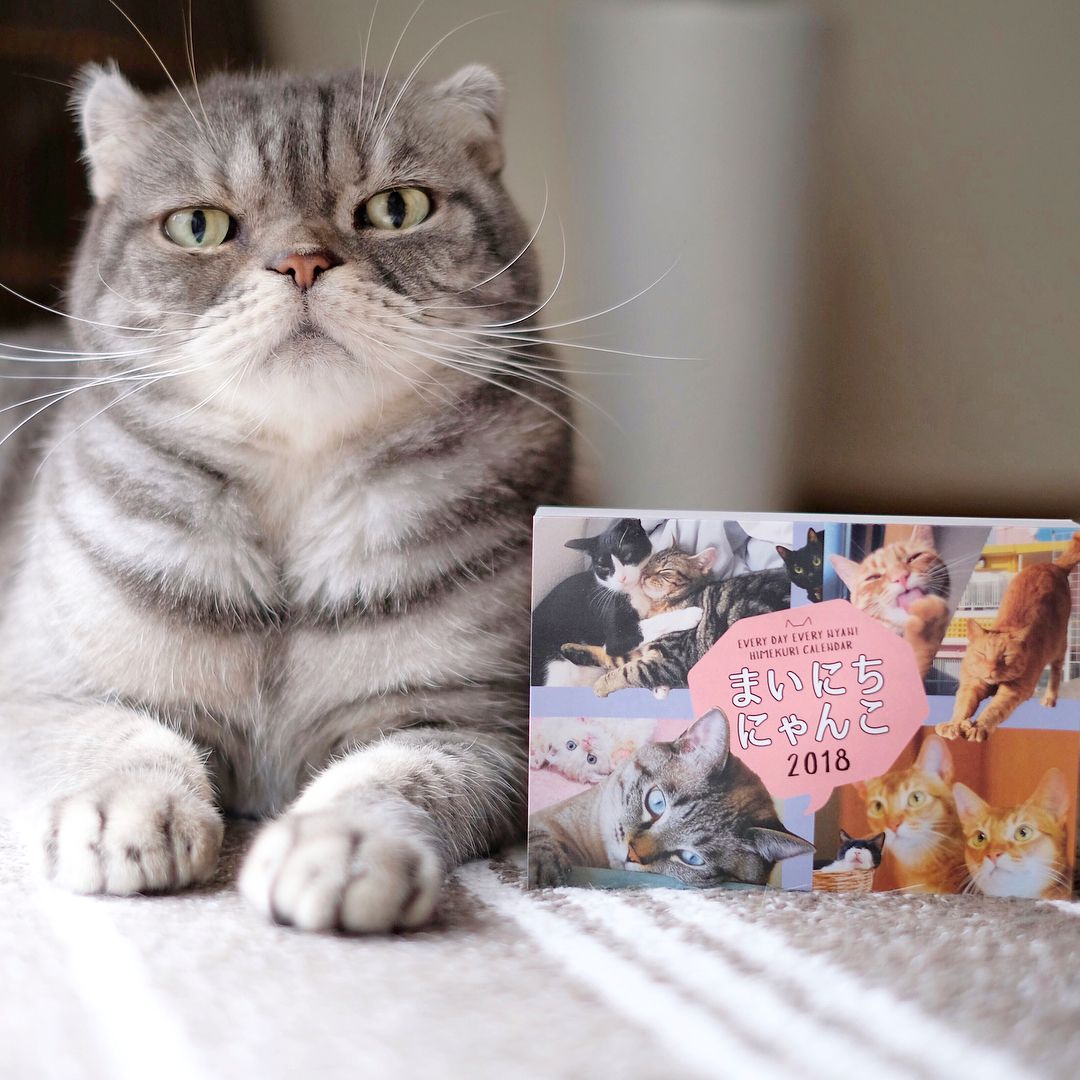 EVERY DAY EVERY NYAN!
HIMEKURI CALENDAR
まいにち
にゃんこ
2018